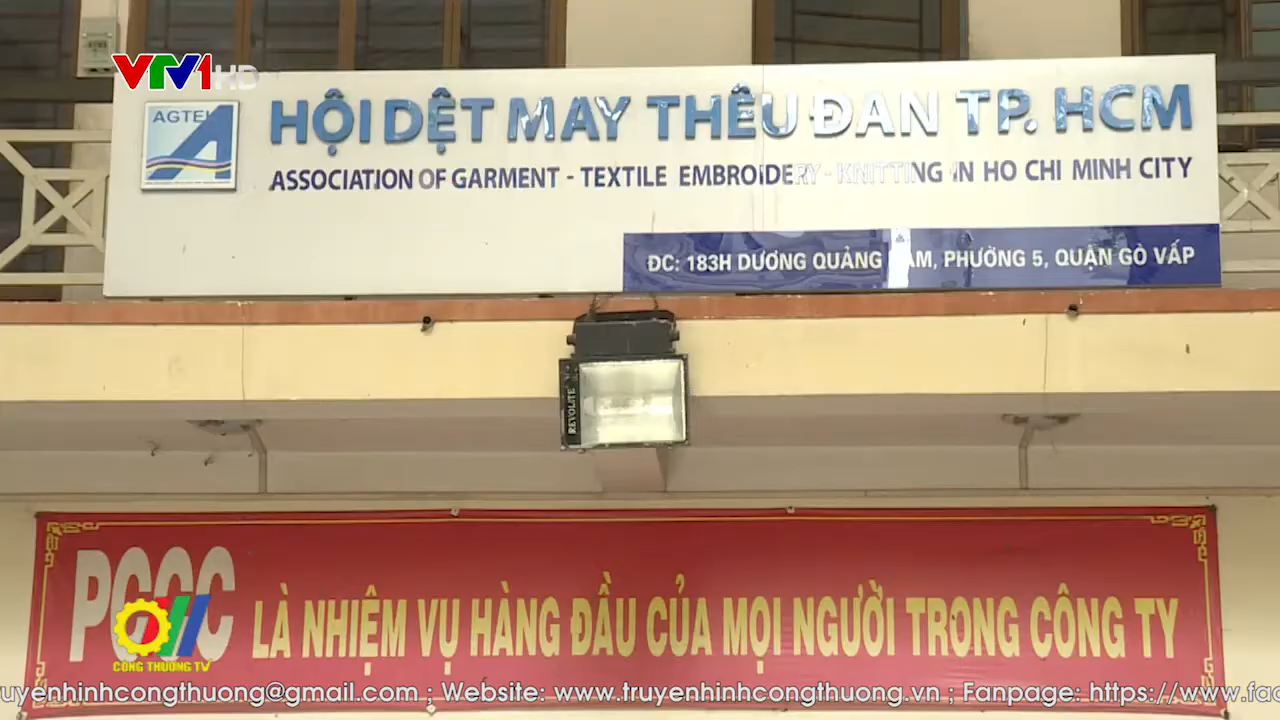 VTV1 HD
AGTEK
HỘI DỆT MAY THÊU ĐAN TP. HCM
ASSOCIATION OF GARMENT - TEXTILE EMBROIDERY - KNITTING IN HO CHI MINH CITY
ĐC: 183H DƯƠNG QUẢNG HÀM, PHƯỜNG 5, QUẬN GÒ VẤP
REVOLITE
PCCC LÀ NHIỆM VỤ HÀNG ĐẦU CỦA MỌI NGƯỜI TRONG CÔNG TY
CÔNG THƯƠNG TV
uyenhinhcongthuong@gmail.com ; Website: www.truyenhinhcongthuong.vn ; Fanpage: https://www.fac